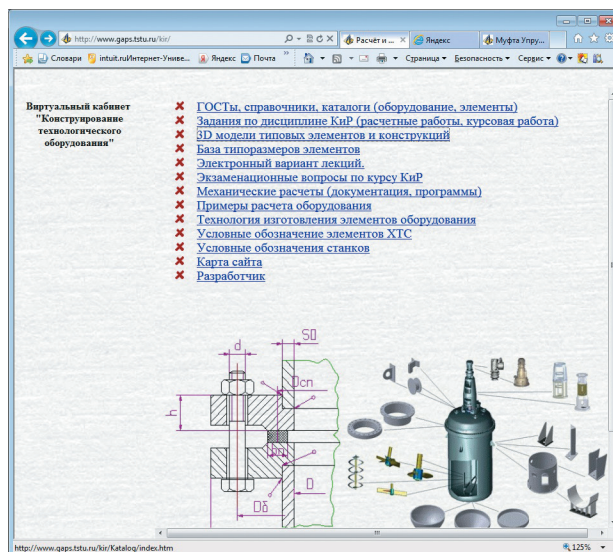 http://www.gaps.tstu.ru/kir/
Расчёт и ...
Яндекс
Муфта Упру...
Словари
intuit.ruИнтернет-Униве...
Яндекс
Почта
Страница
Безопасность
Сервис
Виртуальный кабинет
"Конструирование
технологического
оборудования"
ГОСТы, справочники, каталоги (оборудование, элементы)
Задания по дисциплине КиР (расчетные работы, курсовая работа)
3D модели типовых элементов и конструкций
База типоразмеров элементов
Электронный вариант лекций.
Экзаменационные вопросы по курсу КиР
Механические расчеты (документация, программы)
Примеры расчета оборудования
Технология изготовления элементов оборудования
Условные обозначение элементов ХТС
Условные обозначения станков
Карта сайта
Разработчик
d
S0
Dсп
h
bп
D
Dб
http://www.gaps.tstu.ru/kir/Katalog/index.htm
125%